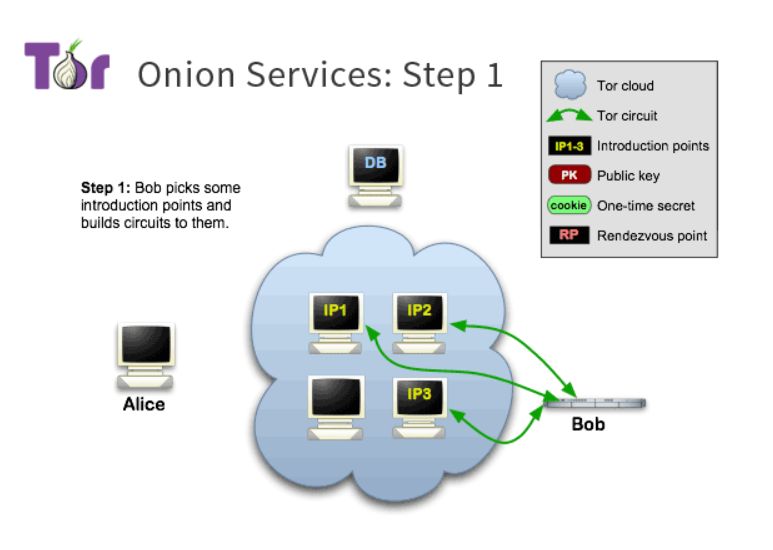 Tor
Onion Services: Step 1
Tor cloud
Tor circuit
IP1-3 Introduction points
PK Public key
cookie One-time secret
RP Rendezvous point
DB
Step 1: Bob picks some
introduction points and
builds circuits to them.
IP1 IP2
IP3
Alice
Bob